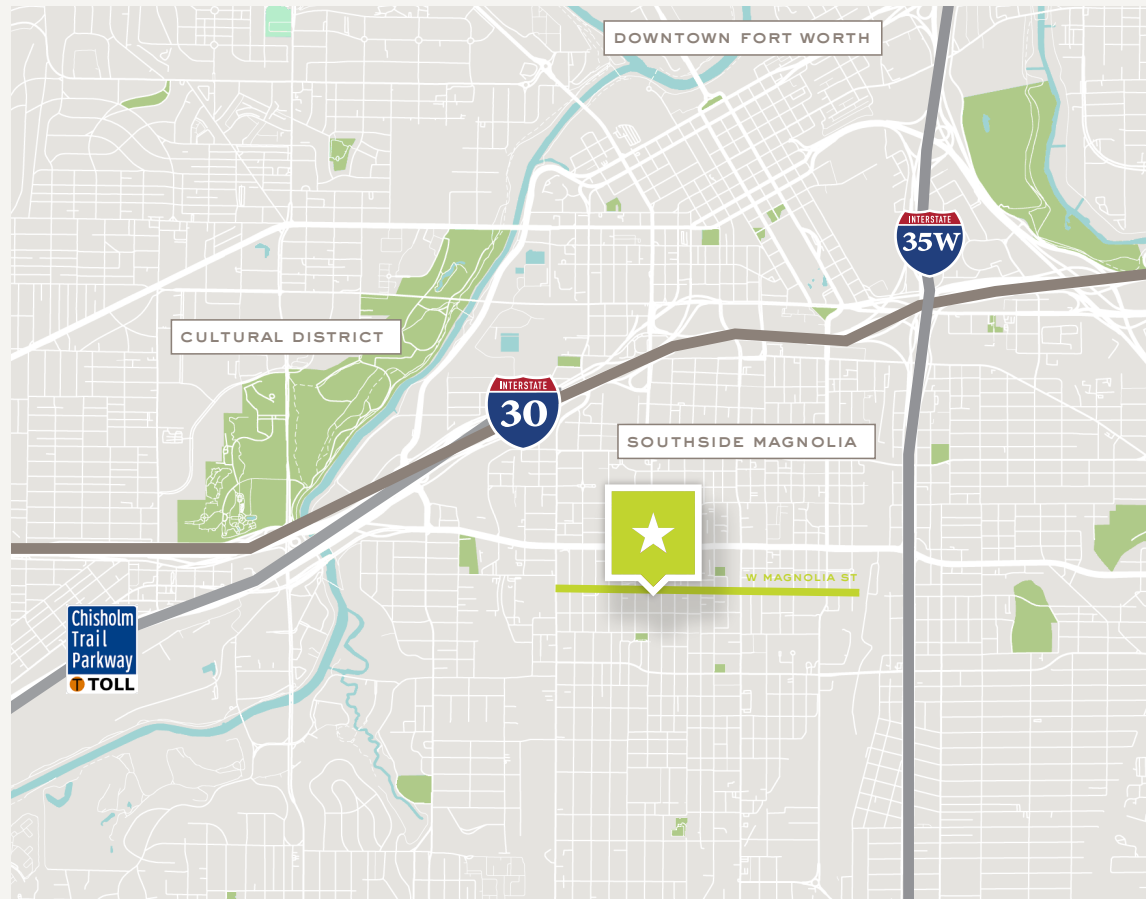 DOWNTOWN FORT WORTH
INTERSTATE
35W
CULTURAL DISTRICT
INTERSTATE
30
SOUTHSIDE MAGNOLIA
W MAGNOLIA ST
Chisholm
Trail
Parkway
T TOLL